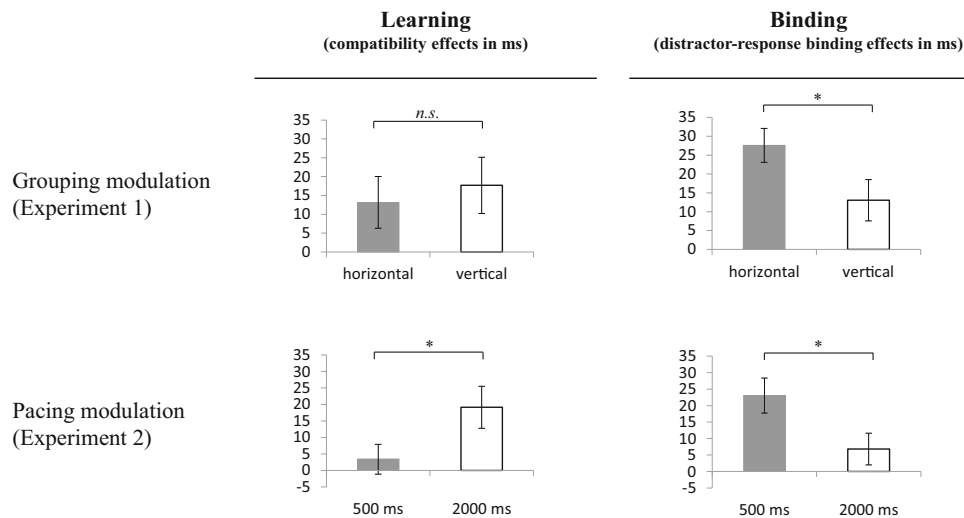 Learning
(compatibility effects in ms)
Binding
(distractor-response binding effects in ms)
Grouping modulation
(Experiment 1)
n.s.
35
30
25
20
15
10
5
0
horizontal vertical
*
35
30
25
20
15
10
5
0
horizontal vertical
Pacing modulation
(Experiment 2)
*
35
30
25
20
15
10
5
0
-5
500 ms 2000 ms
*
35
30
25
20
15
10
5
0
-5
500 ms 2000 ms